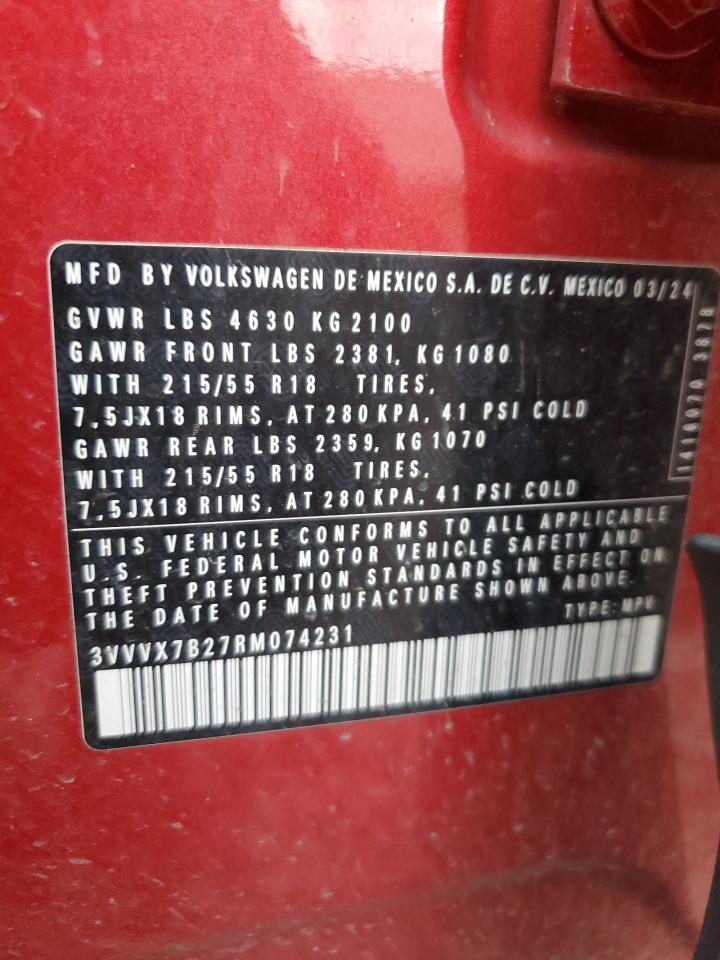 MFD BY VOLKSWAGEN DE MEXICO S.A. DE C.V. MEXICO 03/24
GVWR LBS 4630 KG 2100
GAWR FRONT LBS 2381, KG 1080
WITH 215/55 R18 TIRES,
7,5JX18 RIMS, AT 280 KPA, 41 PSI COLD
GAWR REAR LBS 2359, KG 1070
WITH 215/55 R18 TIRES,
7,5JX18 RIMS, AT 280 KPA, 41 PSI COLD
THIS VEHICLE CONFORMS TO ALL APPLICABLE
U.S. FEDERAL MOTOR VEHICLE SAFETY AND
THEFT PREVENTION STANDARDS IN EFFECT ON
THE DATE OF MANUFACTURE SHOWN ABOVE.
TYPE: MPV
3VVVX7B27RM074231
1416070 3878